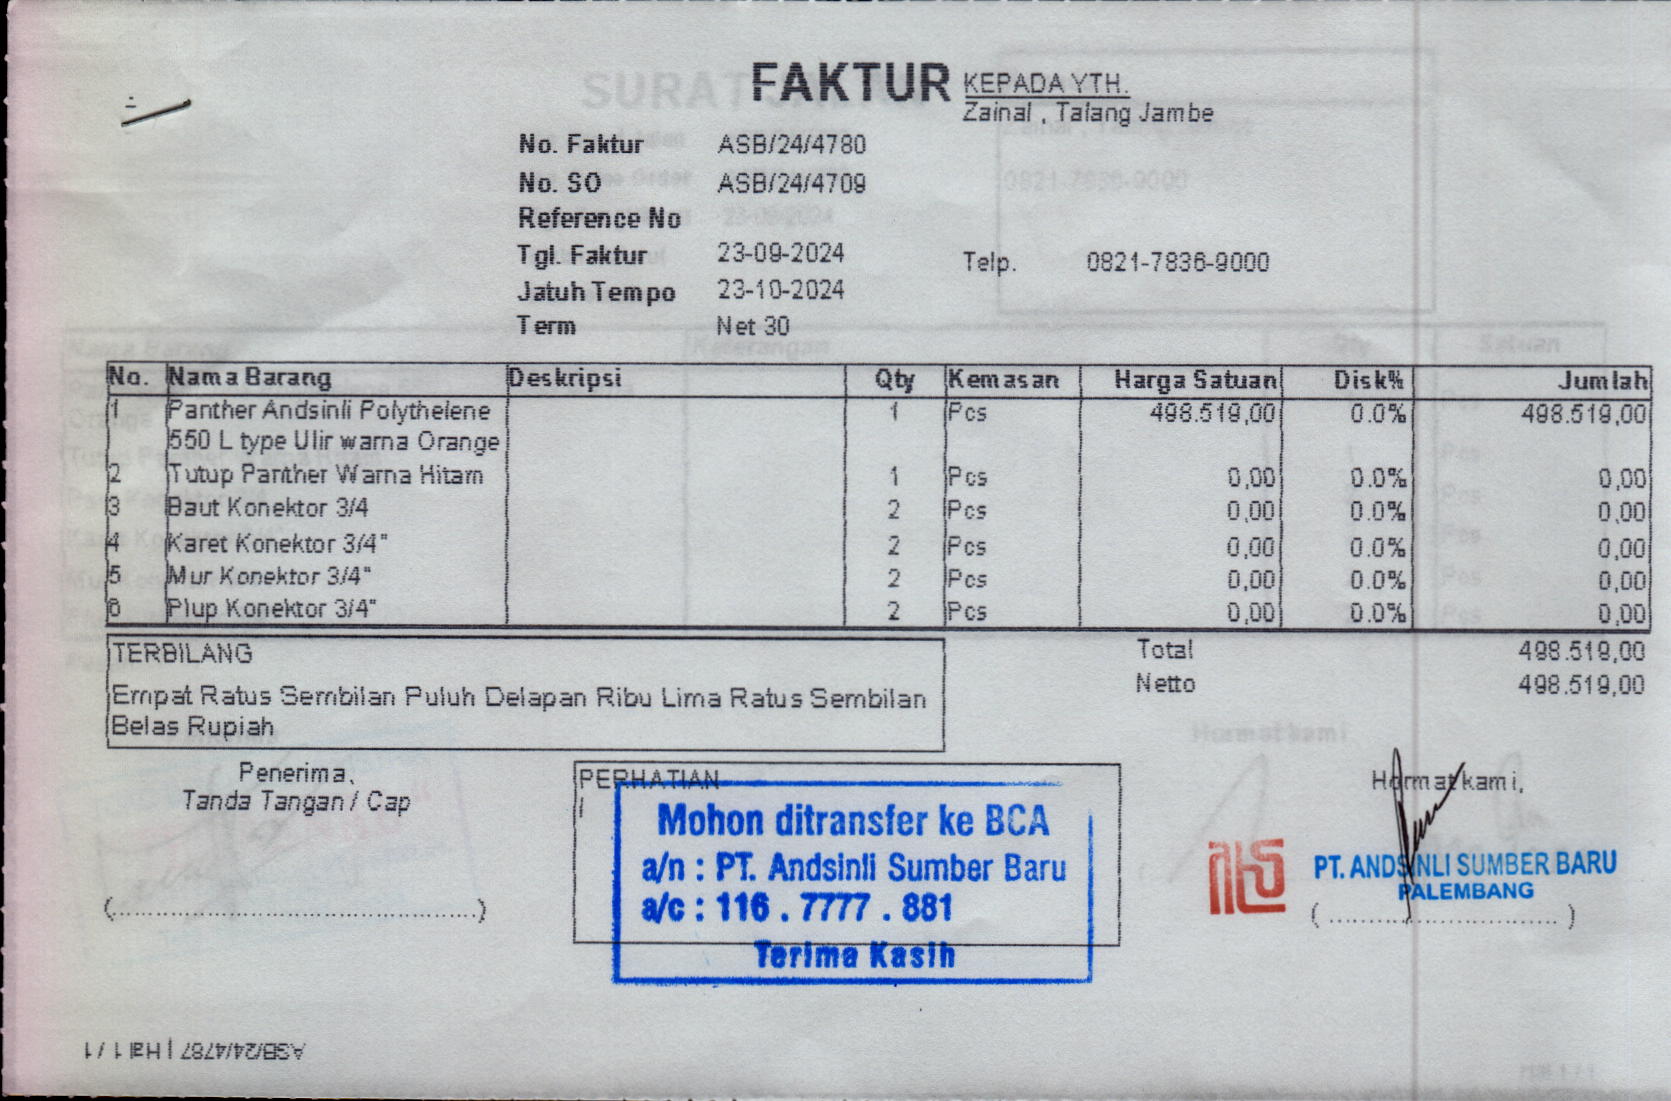 FAKTUR
KEPADA YTH.
Zainal , Talang Jambe
No. Faktur ASB/24/4780
No. SO ASB/24/4709
Reference No
Tgl. Faktur 23-09-2024
Telp. 0821-7836-9000
Jatuh Tempo 23-10-2024
Term Net 30
No. Nama Barang Deskripsi Qty Kemasan Harga Satuan Disk% Jumlah
1 Panther Andsinli Polythelene 1 Pcs 498.519,00 0.0% 498.519,00
550 L type Ulir warna Orange
2 Tutup Panther Warna Hitam 1 Pcs 0,00 0.0% 0,00
3 Baut Konektor 3/4 2 Pcs 0,00 0.0% 0,00
4 Karet Konektor 3/4" 2 Pcs 0,00 0.0% 0,00
5 Mur Konektor 3/4" 2 Pcs 0,00 0.0% 0,00
6 Plup Konektor 3/4" 2 Pcs 0,00 0.0% 0,00
TERBILANG
Empat Ratus Sembilan Puluh Delapan Ribu Lima Ratus Sembilan
Belas Rupiah
Total 498.519,00
Netto 498.519,00
Penerima,
Tanda Tangan / Cap
(..............................................)
PERHATIAN
Mohon ditransfer ke BCA
a/n : PT. Andsinli Sumber Baru
a/c : 116 . 7777 . 881
Terima Kasih
Hormat kami,
PT. ANDSINLI SUMBER BARU
PALEMBANG
( ............................. )
ASB/24/4787 | Hal 1 / 1